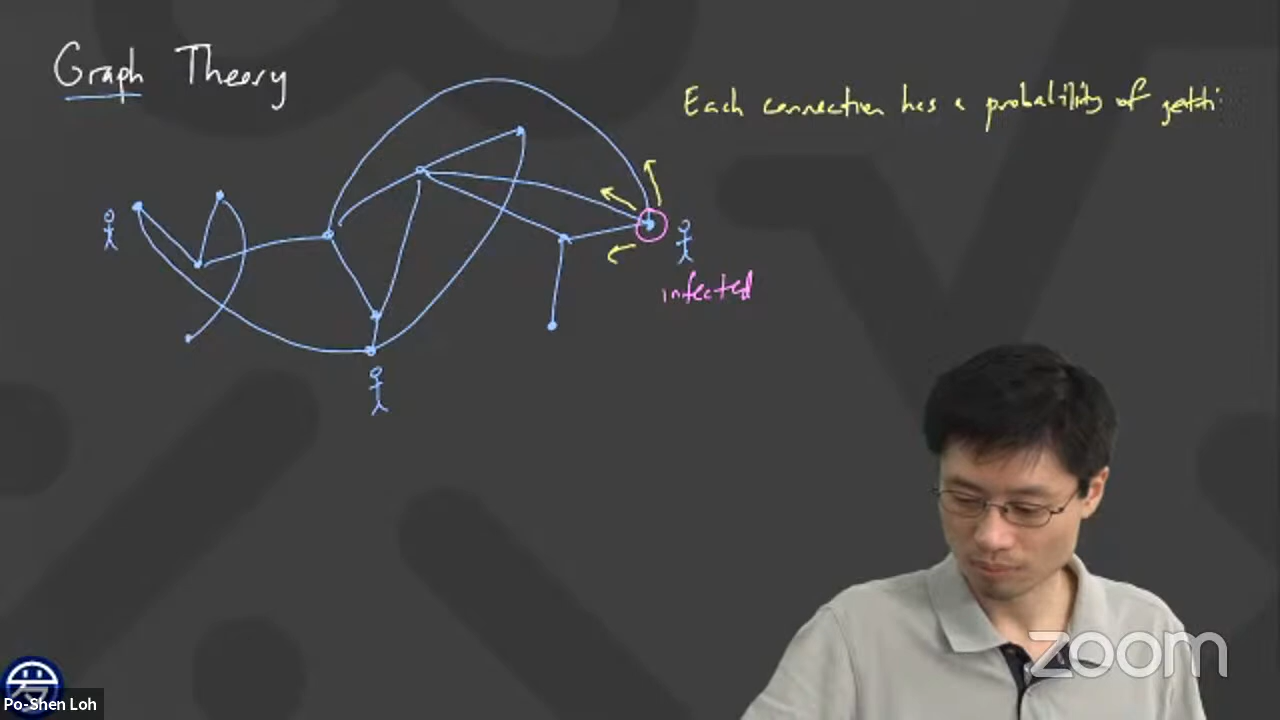 Graph Theory
Each connection has a probability of getti
infected
zoom
Po-Shen Loh